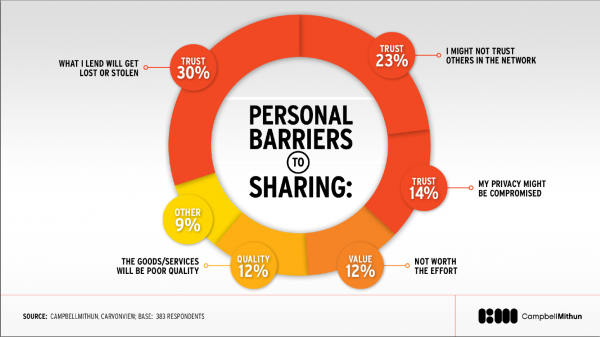 PERSONAL
BARRIERS
TO
SHARING:
TRUST
30%
WHAT I LEND WILL GET
LOST OR STOLEN
TRUST
23%
I MIGHT NOT TRUST
OTHERS IN THE NETWORK
TRUST
14%
MY PRIVACY MIGHT
BE COMPROMISED
VALUE
12%
NOT WORTH
THE EFFORT
QUALITY
12%
THE GOODS/SERVICES
WILL BE POOR QUALITY
OTHER
9%
SOURCE: CAMPBELLMITHUN, CARVONVIEW; BASE: 383 RESPONDENTS
CampbellMithun